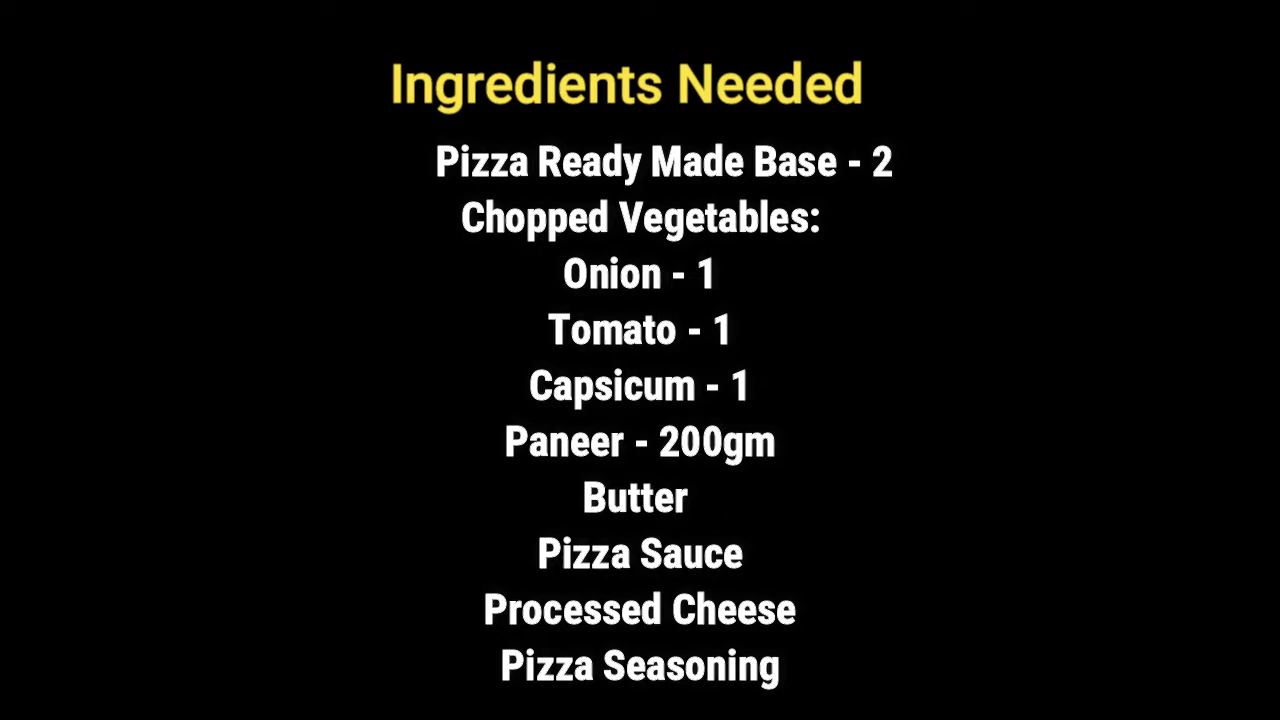 Ingredients Needed
Pizza Ready Made Base - 2
Chopped Vegetables:
Onion - 1
Tomato - 1
Capsicum - 1
Paneer - 200gm
Butter
Pizza Sauce
Processed Cheese
Pizza Seasoning